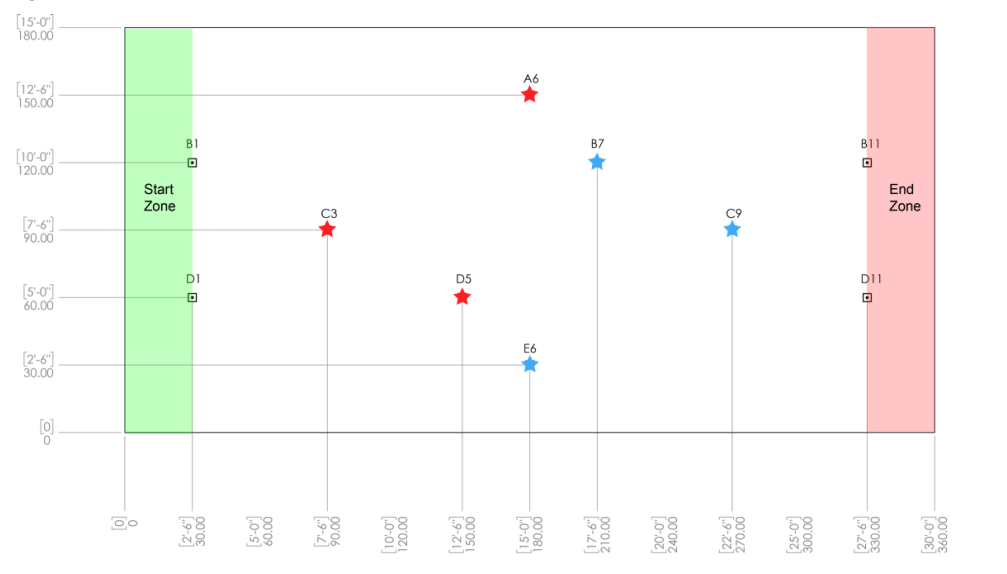 [15'-0"]
180.00
A6
[12'-6"]
150.00
B1
B7
B11
[10'-0"]
120.00
Start
Zone
End
Zone
C3
C9
[7'-6"]
90.00
D1
D5
D11
[5'-0"]
60.00
E6
[2'-6"]
30.00
[0]
0
[0]
0
[2'-6"]
30.00
[5'-0"]
60.00
[7'-6"]
90.00
[10'-0"]
120.00
[12'-6"]
150.00
[15'-0"]
180.00
[17'-6"]
210.00
[20'-0"]
240.00
[22'-6"]
270.00
[25'-0"]
300.00
[27'-6"]
330.00
[30'-0"]
360.00